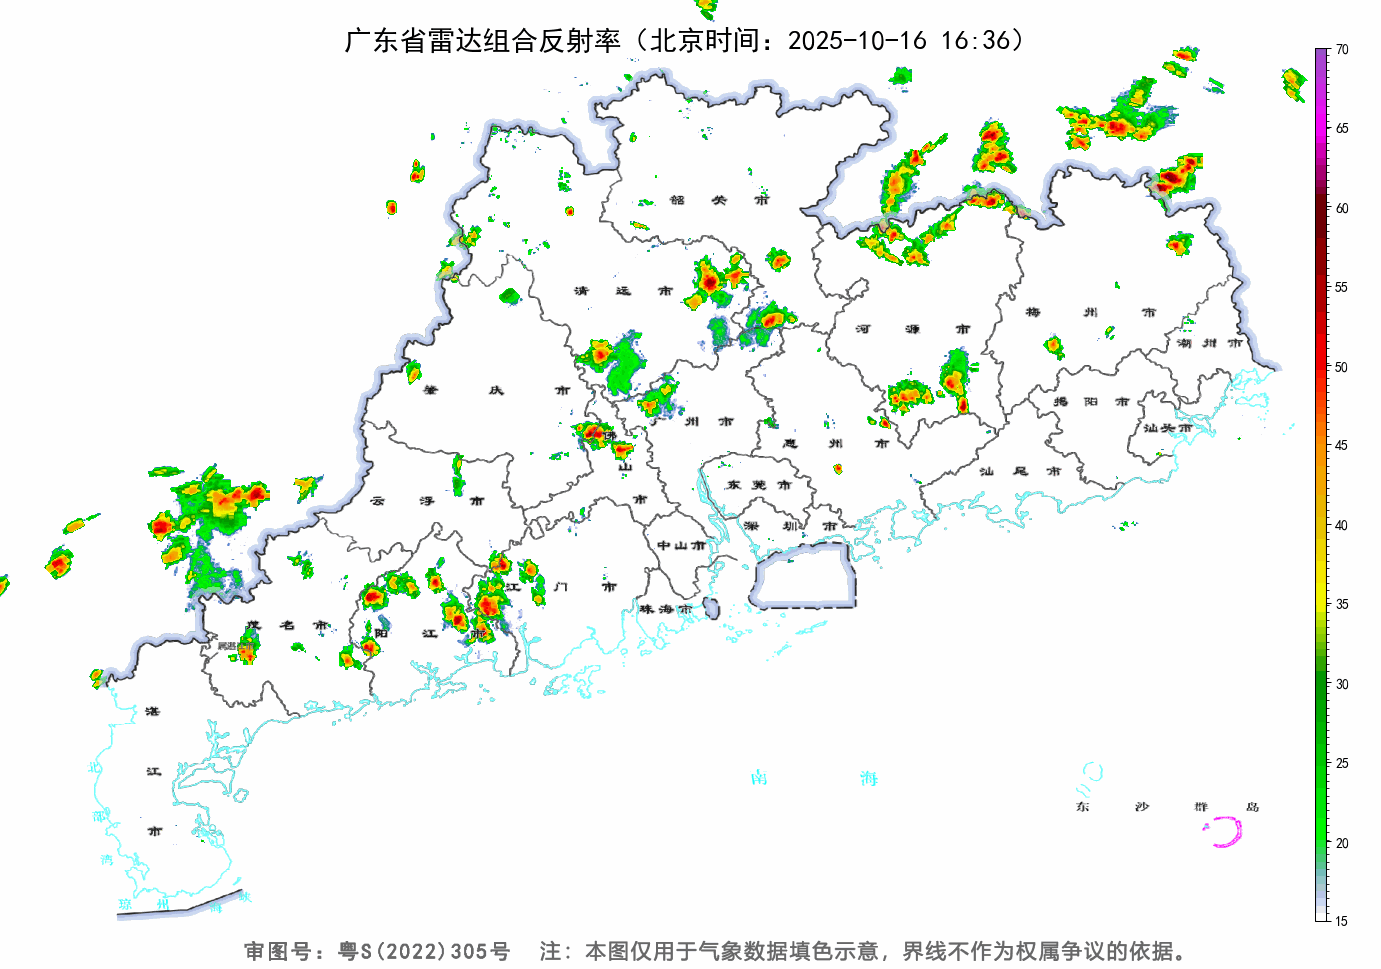 广东省雷达组合反射率（北京时间：2025-10-16 16:36）
70
65
60
55
50
45
40
35
30
25
20
15
韶 关 市
清 远 市
河 源 市
梅 州 市
潮 州 市
肇 庆 市
广 州 市
揭 阳 市
汕头市
佛 山 市
惠 州 市
云 浮 市
东 莞 市
汕 尾 市
深 圳 市
中山市
江 门 市
珠海市
茂 名 市
阳 江 市
湛 江 市
北 部 湾
南 海
东 沙 群 岛
琼 州 海 峡
审图号：粤S(2022)305号 注：本图仅用于气象数据填色示意，界线不作为权属争议的依据。